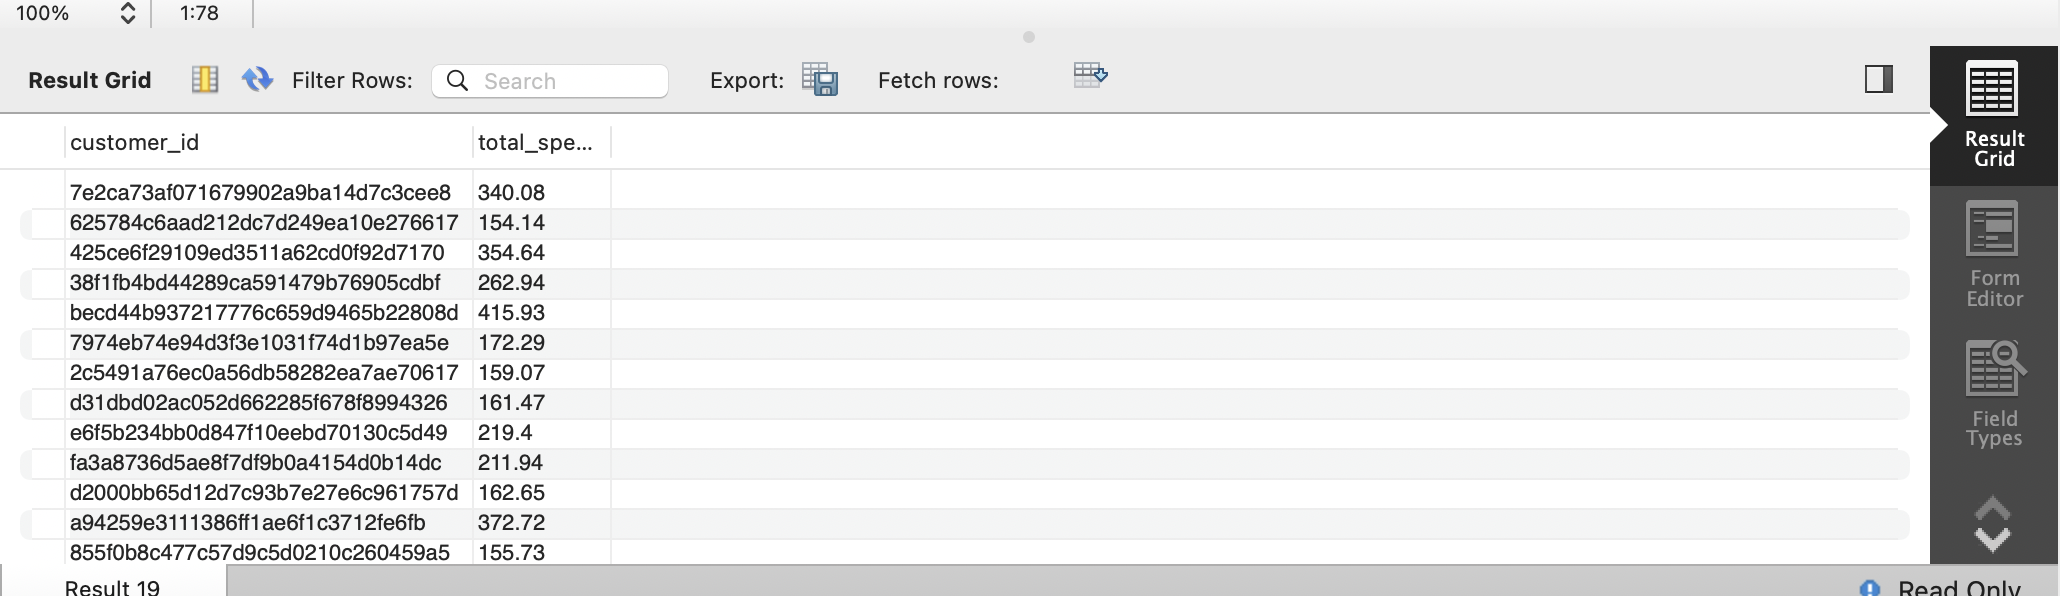 100% 1:78
Result Grid Filter Rows: Search Export: Fetch rows:
customer_id total_spe...
7e2ca73af071679902a9ba14d7c3cee8 340.08
625784c6aad212dc7d249ea10e276617 154.14
425ce6f29109ed3511a62cd0f92d7170 354.64
38f1fb4bd44289ca591479b76905cdbf 262.94
becd44b937217776c659d9465b22808d 415.93
7974eb74e94d3f3e1031f74d1b97ea5e 172.29
2c5491a76ec0a56db58282ea7ae70617 159.07
d31dbd02ac052d662285f678f8994326 161.47
e6f5b234bb0d847f10eebd70130c5d49 219.4
fa3a8736d5ae8f7df9b0a4154d0b14dc 211.94
d2000bb65d12d7c93b7e27e6c961757d 162.65
a94259e3111386ff1ae6f1c3712fe6fb 372.72
855f0b8c477c57d9c5d0210c260459a5 155.73
Result
Grid
Form
Editor
Field
Types
Result 19 Read Only